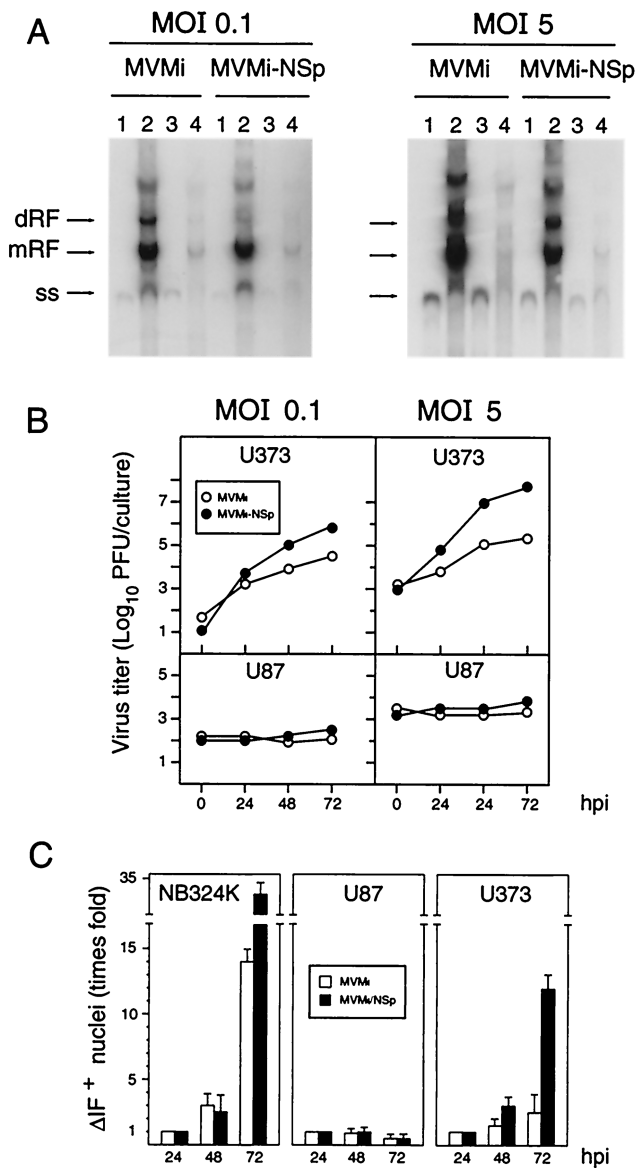 A
MOI 0.1
MOI 5
MVMi MVMi-NSp
MVMi MVMi-NSp
1 2 3 4 1 2 3 4
1 2 3 4 1 2 3 4
dRF
mRF
ss
B
MOI 0.1
MOI 5
Virus titer (Log10 PFU/culture)
U373
U373
MVMi
MVMi-NSp
7
5
3
1
U87
U87
5
3
1
0 24 48 72
0 24 24 72
hpi
C
ΔIF+ nuclei (times fold)
35
15
10
5
1
NB324K
U87
U373
MVMi
MVMi/NSp
24 48 72
24 48 72
24 48 72
hpi